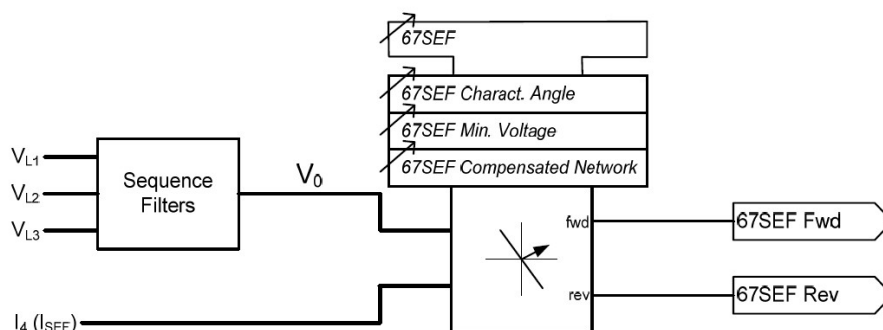 67SEF
67SEF Charact. Angle
67SEF Min. Voltage
67SEF Compensated Network
VL1
VL2
VL3
Sequence
Filters
V0
fwd
67SEF Fwd
rev
67SEF Rev
I4 (ISEF)